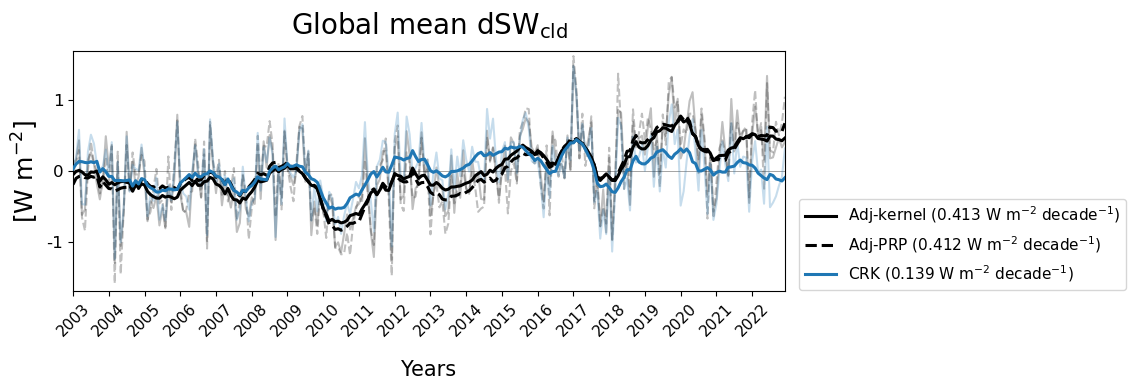 Global mean dSW_cld
[W m⁻²]
1
0
-1
2003 2004 2005 2006 2007 2008 2009 2010 2011 2012 2013 2014 2015 2016 2017 2018 2019 2020 2021 2022
Years
Adj-kernel (0.413 W m⁻² decade⁻¹)
Adj-PRP (0.412 W m⁻² decade⁻¹)
CRK (0.139 W m⁻² decade⁻¹)